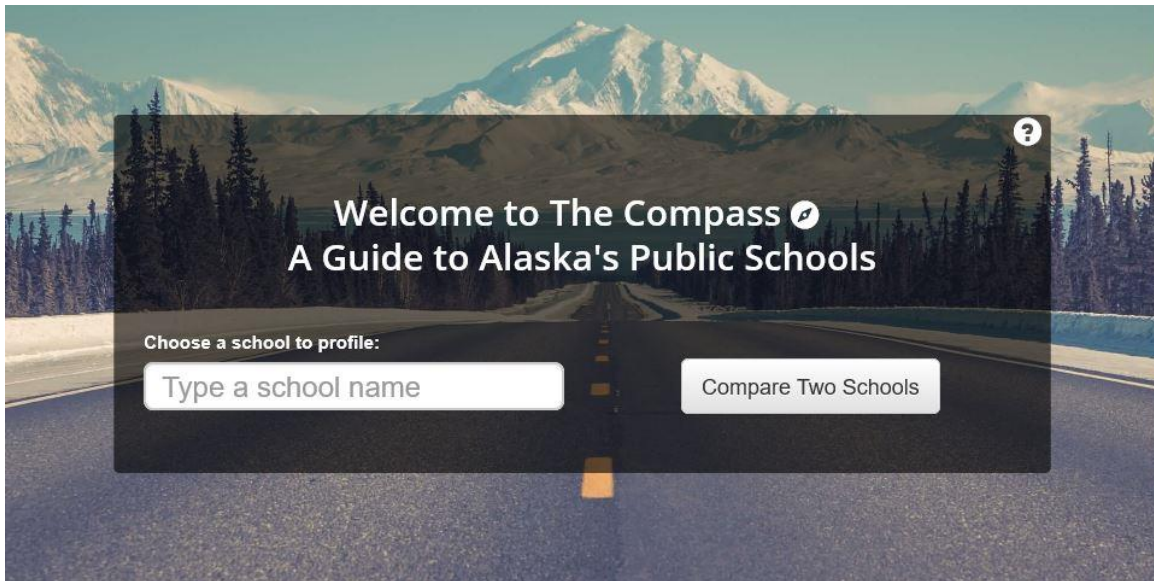 Welcome to The Compass
A Guide to Alaska's Public Schools
Choose a school to profile:
Type a school name
Compare Two Schools
?